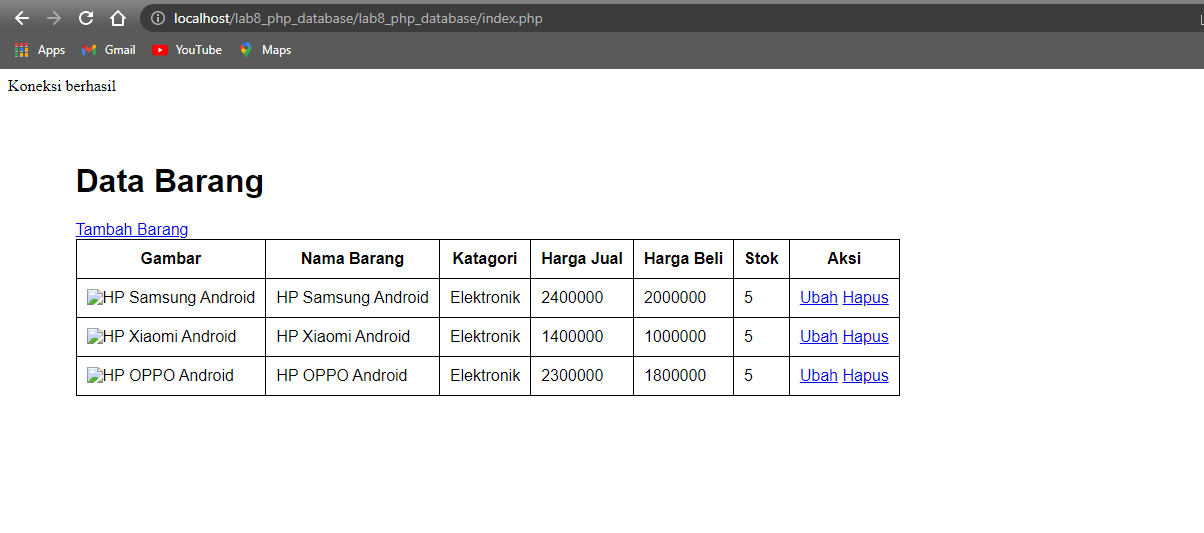 localhost/lab8_php_database/lab8_php_database/index.php
Apps Gmail YouTube Maps
Koneksi berhasil
Data Barang
Tambah Barang
Gambar Nama Barang Katagori Harga Jual Harga Beli Stok Aksi
HP Samsung Android HP Samsung Android Elektronik 2400000 2000000 5 Ubah Hapus
HP Xiaomi Android HP Xiaomi Android Elektronik 1400000 1000000 5 Ubah Hapus
HP OPPO Android HP OPPO Android Elektronik 2300000 1800000 5 Ubah Hapus